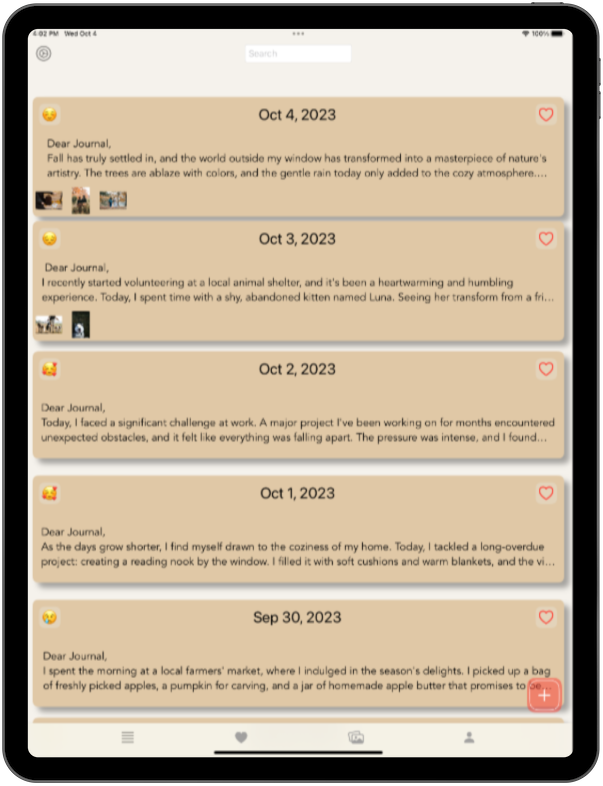 4:02 PM Wed Oct 4
100%
Search
Oct 4, 2023
Dear Journal,
Fall has truly settled in, and the world outside my window has transformed into a masterpiece of nature's
artistry. The trees are ablaze with colors, and the gentle rain today only added to the cozy atmosphere....
Oct 3, 2023
Dear Journal,
I recently started volunteering at a local animal shelter, and it's been a heartwarming and humbling
experience. Today, I spent time with a shy, abandoned kitten named Luna. Seeing her transform from a fri...
Oct 2, 2023
Dear Journal,
Today, I faced a significant challenge at work. A major project I've been working on for months encountered
unexpected obstacles, and it felt like everything was falling apart. The pressure was intense, and I found...
Oct 1, 2023
Dear Journal,
As the days grow shorter, I find myself drawn to the coziness of my home. Today, I tackled a long-overdue
project: creating a reading nook by the window. I filled it with soft cushions and warm blankets, and the vi...
Sep 30, 2023
Dear Journal,
I spent the morning at a local farmers' market, where I indulged in the season's delights. I picked up a bag
of freshly picked apples, a pumpkin for carving, and a jar of homemade apple butter that promises to be...